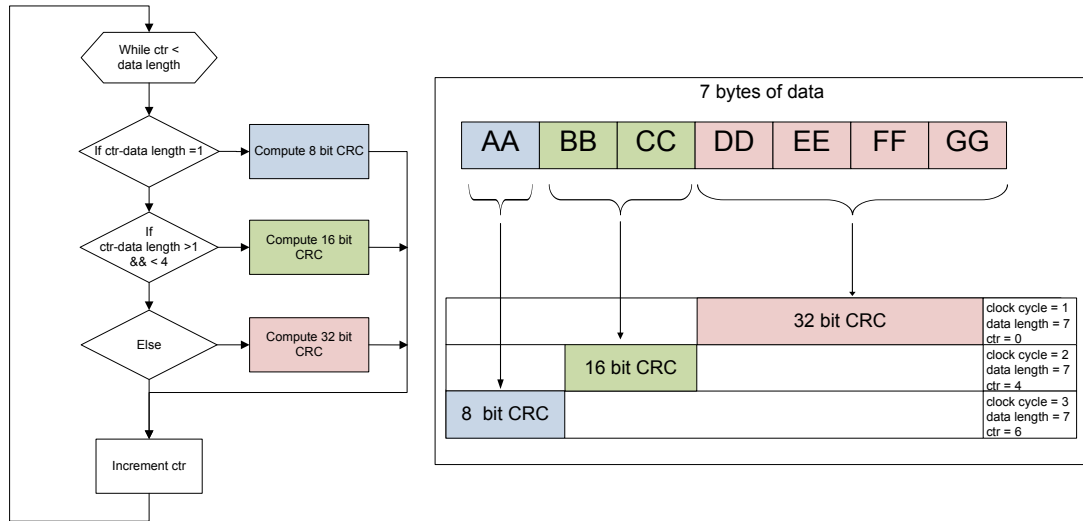 While ctr <
data length
If ctr-data length =1
Compute 8 bit CRC
If
ctr-data length >1
&& < 4
Compute 16 bit
CRC
Else
Compute 32 bit
CRC
Increment ctr
7 bytes of data
AA BB CC DD EE FF GG
32 bit CRC
clock cycle = 1
data length = 7
ctr = 0
16 bit CRC
clock cycle = 2
data length = 7
ctr = 4
8 bit CRC
clock cycle = 3
data length = 7
ctr = 6